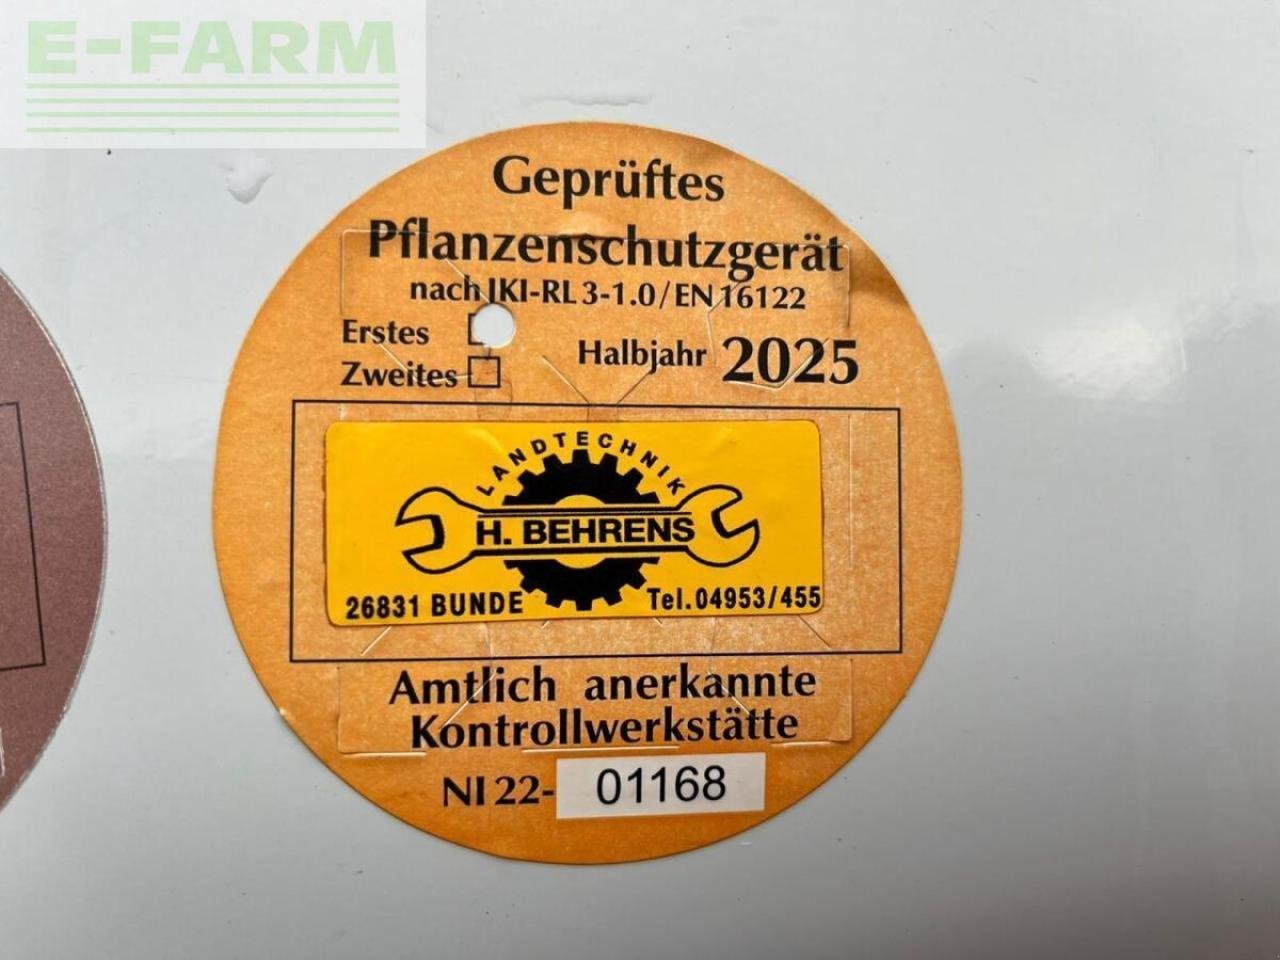 E-FARM
Geprüftes
Pflanzenschutzgerät
nach JKI-RL 3-1.0/EN 16122
Erstes
Zweites
Halbjahr 2025
LANDTECHNIK
H. BEHRENS
26831 BUNDE Tel. 04953/455
Amtlich anerkannte
Kontrollwerkstätte
NI 22- 01168